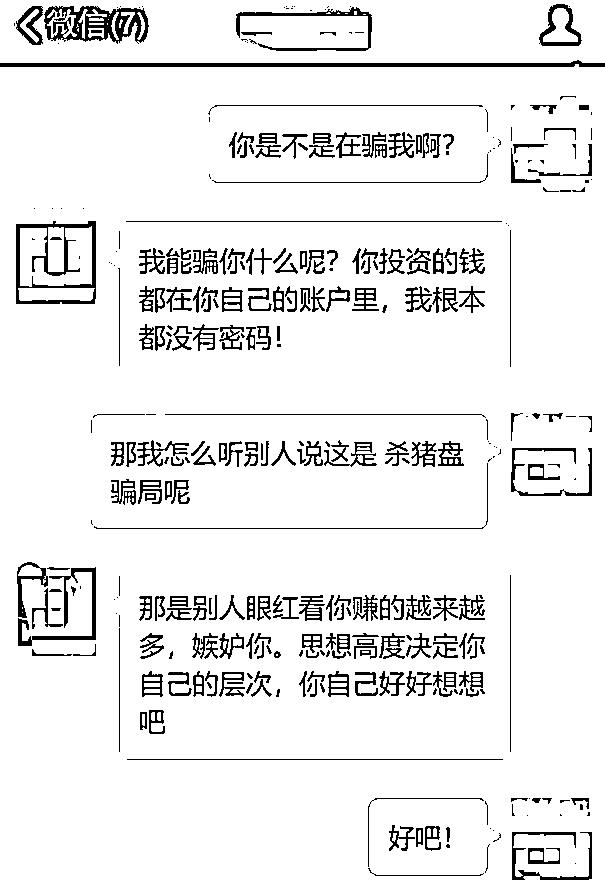 微信(7)
你是不是在骗我啊？
我能骗你什么呢？你投资的钱
都在你自己的账户里，我根本
都没有密码！
那我怎么听别人说这是 杀猪盘
骗局呢
那是别人眼红看你赚的越来越
多，嫉妒你。思想高度决定你
自己的层次，你自己好好想想
吧
好吧！